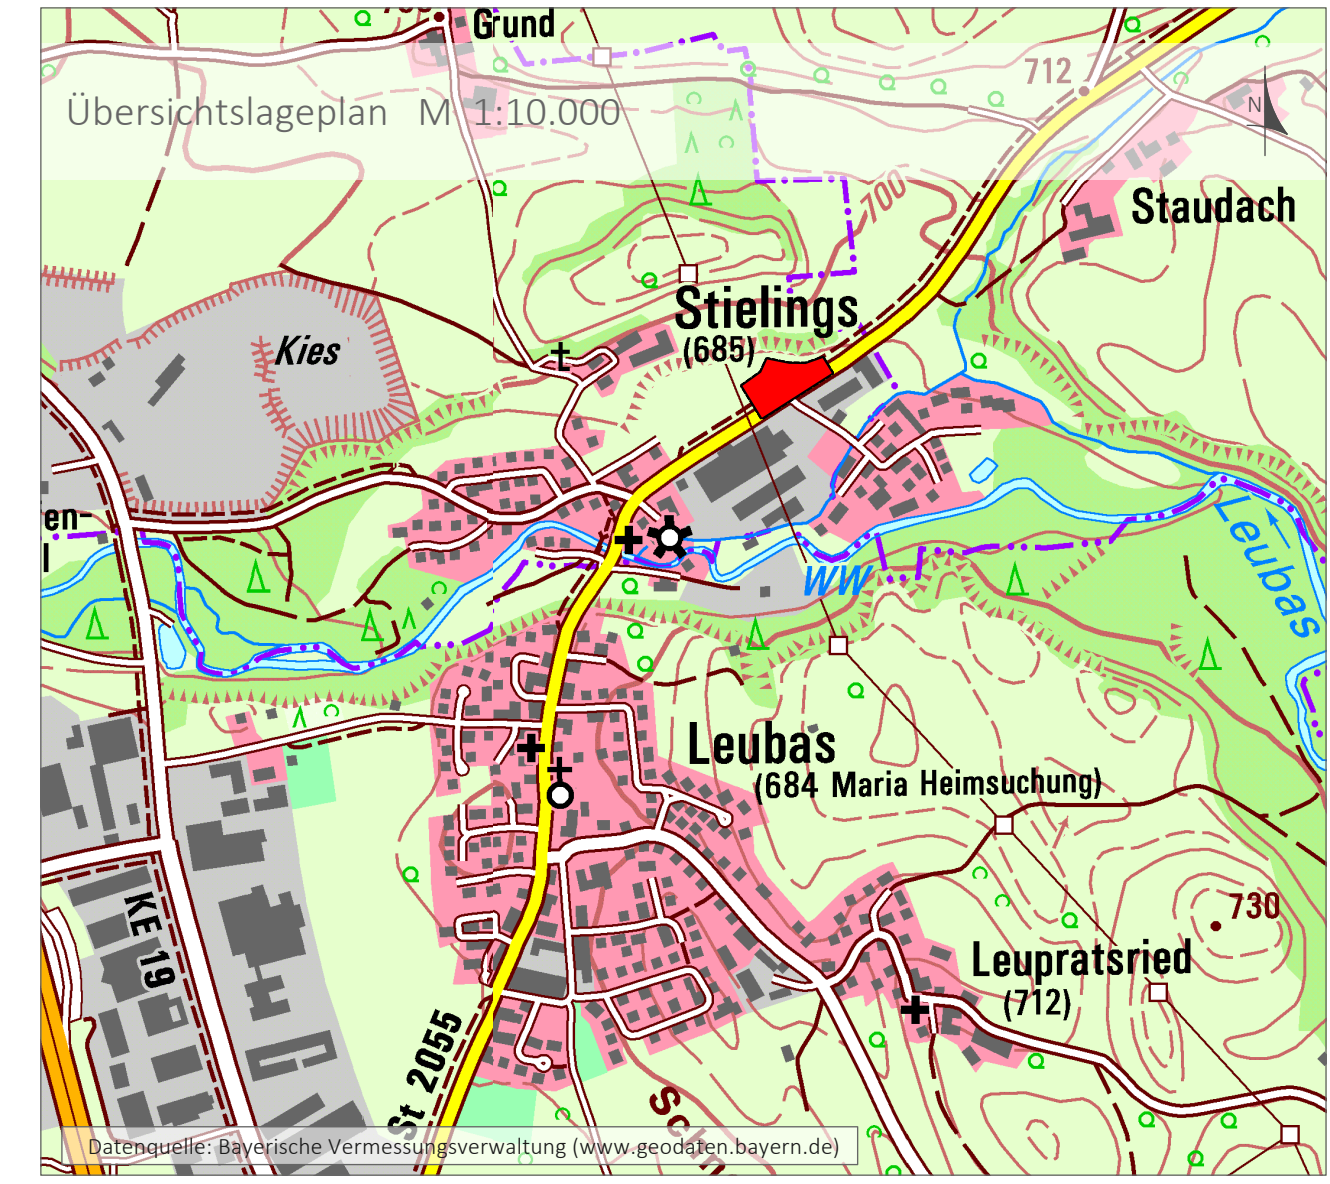 Grund
712
Übersichtslageplan M 1:10.000
N
Staudach
700
Stielings
(685)
Kies
en-
l
WW
Leubas
Leubas
(684 Maria Heimsuchung)
KE 19
730
Leupratsried
(712)
St 2055
Datenquelle: Bayerische Vermessungsverwaltung (www.geodaten.bayern.de)